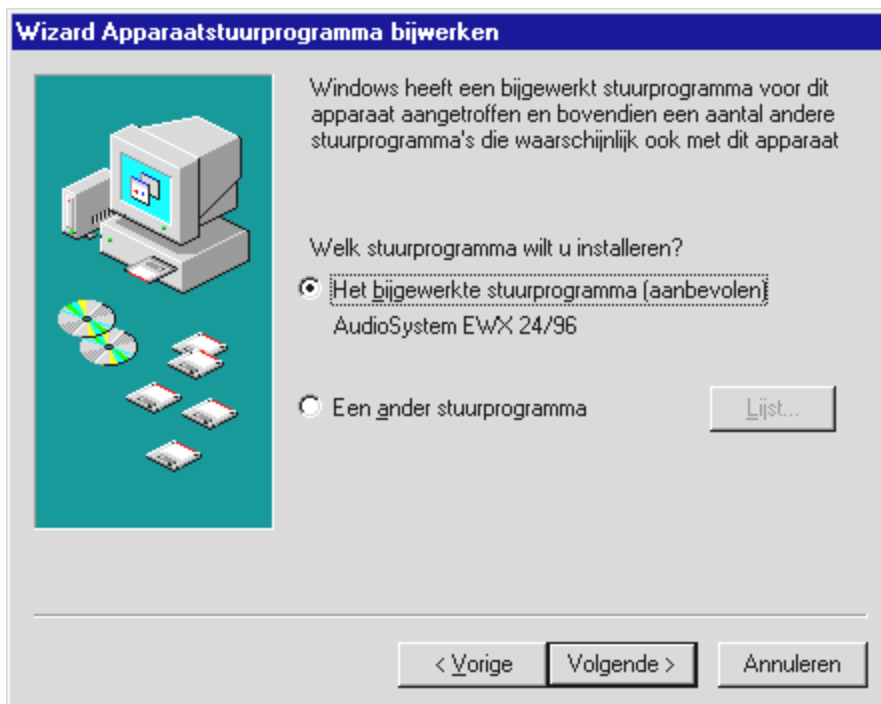 Wizard Apparaatstuurprogramma bijwerken
Windows heeft een bijgewerkt stuurprogramma voor dit
apparaat aangetroffen en bovendien een aantal andere
stuurprogramma's die waarschijnlijk ook met dit apparaat
Welk stuurprogramma wilt u installeren?
Het bijgewerkte stuurprogramma (aanbevolen)
AudioSystem EWX 24/96
Een ander stuurprogramma
Lijst...
< Vorige
Volgende >
Annuleren